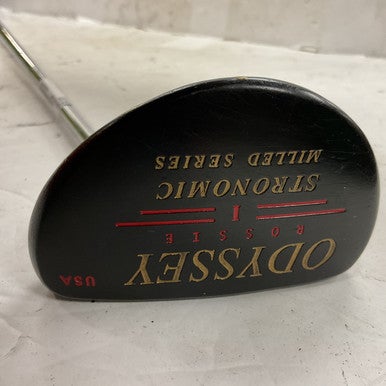 ODYSSEY
ROSSIE
I
STRONOMIC
MILLED SERIES
USA